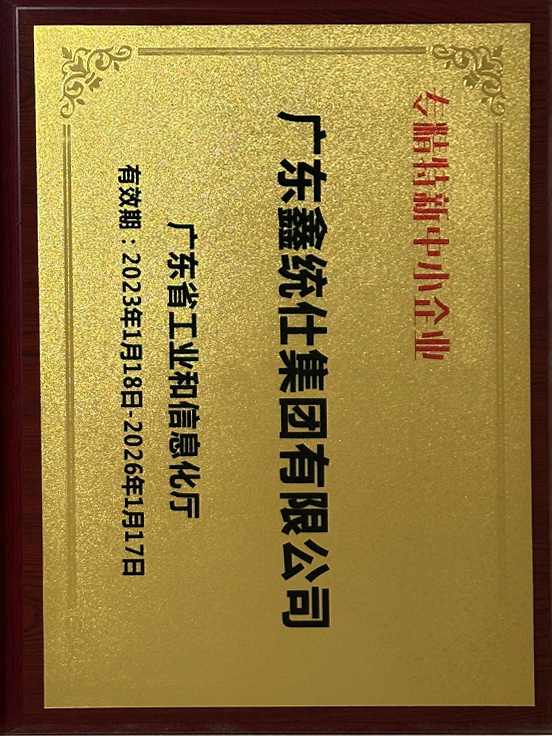 专精特新中小企业
广东鑫统仕集团有限公司
广东省工业和信息化厅
有效期：2023年1月18日-2026年1月17日